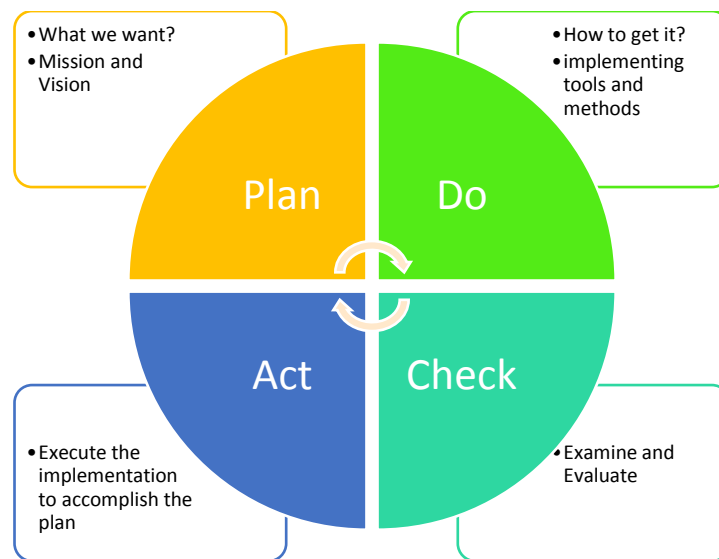 •What we want?
•Mission and
Vision
•How to get it?
•implementing
tools and
methods
Plan
Do
Act
Check
•Execute the
implementation
to accomplish the
plan
•Examine and
Evaluate